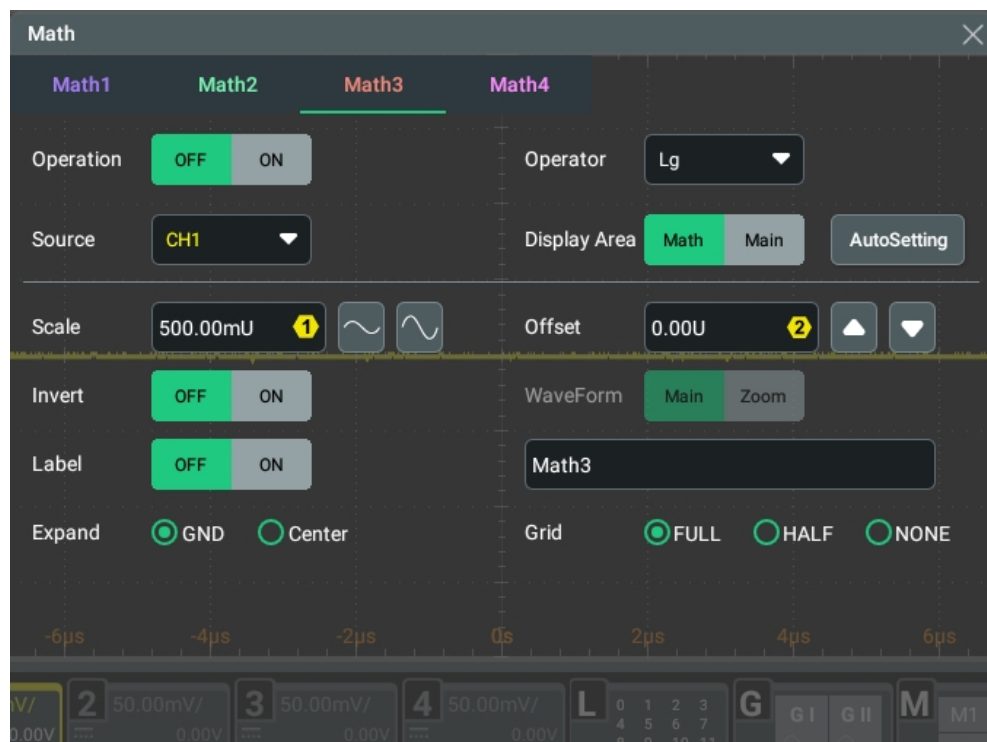 Math
Math1 Math2 Math3 Math4
Operation OFF ON Operator Lg
Source CH1 Display Area Math Main AutoSetting
Scale 500.00mU 1 Offset 0.00U 2
Invert OFF ON WaveForm Main Zoom
Label OFF ON Math3
Expand GND Center Grid FULL HALF NONE
-6μs -4μs -2μs 0s 2μs 4μs 6μs
V/ 2 50.00mV/ 3 50.00mV/ 4 50.00mV/ L 0 1 2 3 G GI GII M M1
0.00V 0.00V 0.00V 0.00V 4 5 6 7